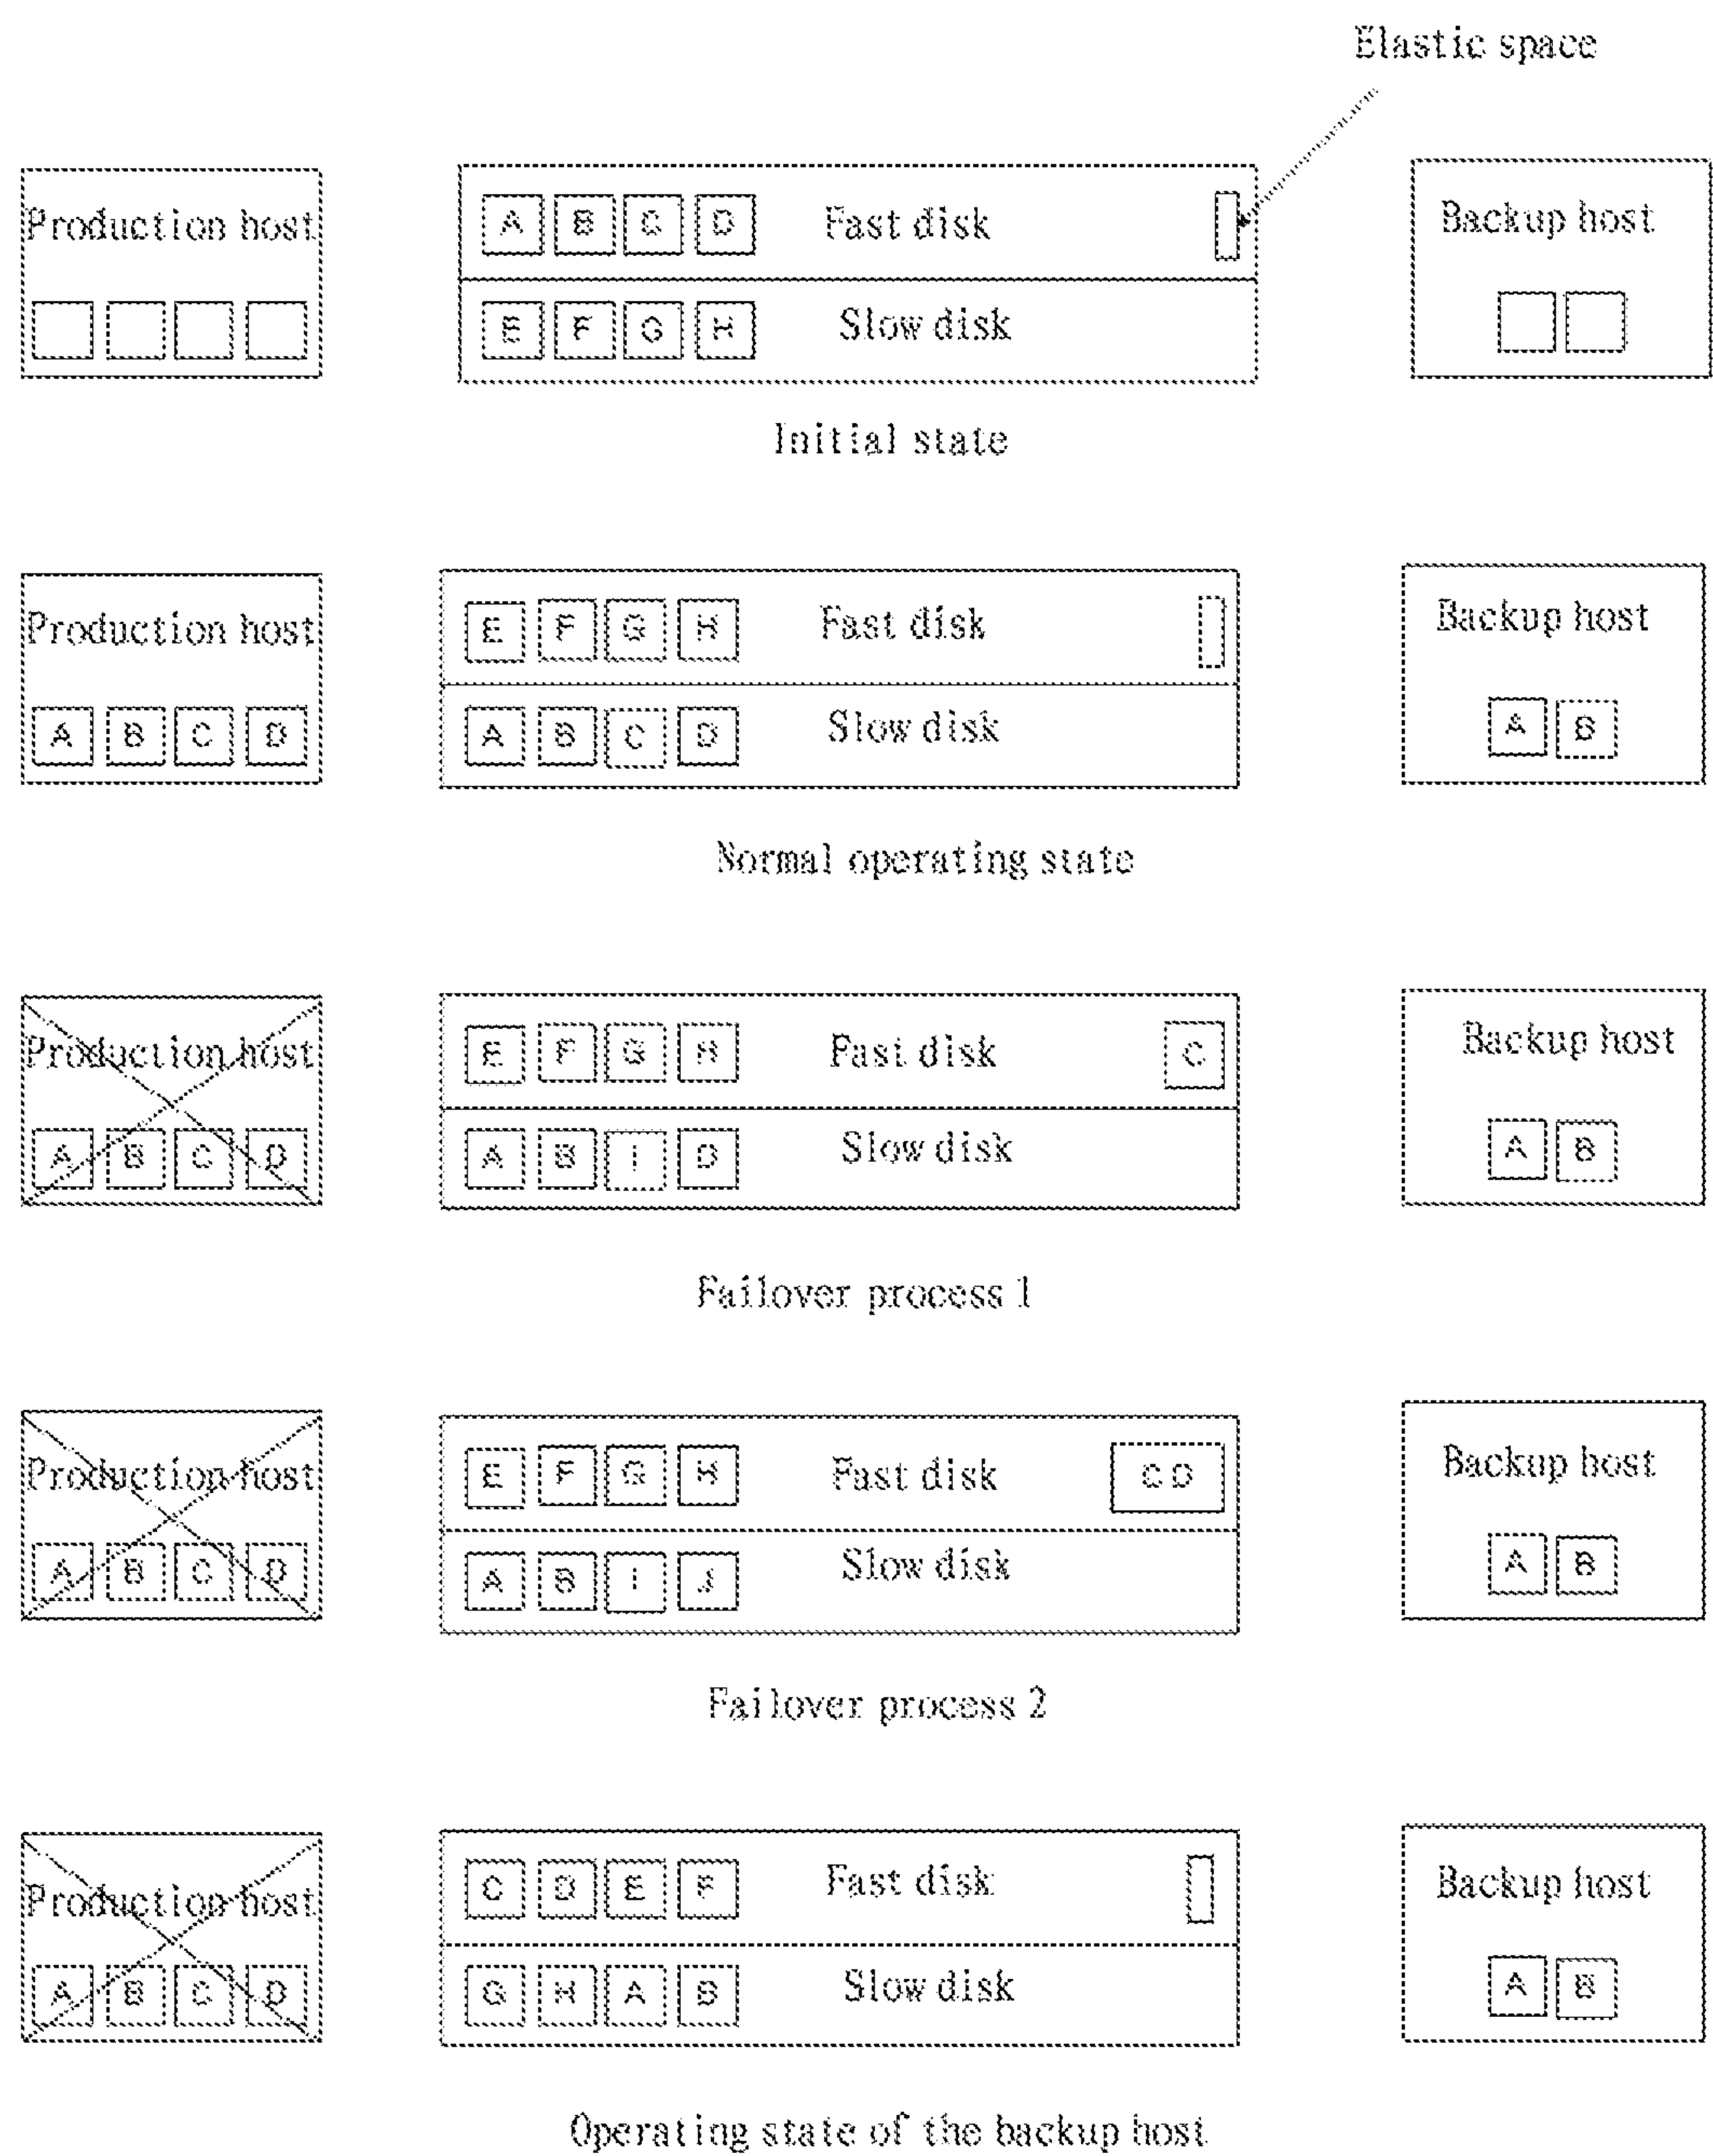 Elastic space
Production host
A B C D Fast disk
Backup host
E F G H Slow disk
Initial state
Production host
A B C D
E F G H Fast disk
A B C D Slow disk
Backup host
A B
Normal operating state
Production host
A B C D
E F G H Fast disk C
A B I D Slow disk
Backup host
A B
Failover process 1
Production host
A B C D
E F G H Fast disk C D
A B I J Slow disk
Backup host
A B
Failover process 2
Production host
A B C D
C D E F Fast disk
G H A B Slow disk
Backup host
A B
Operating state of the backup host